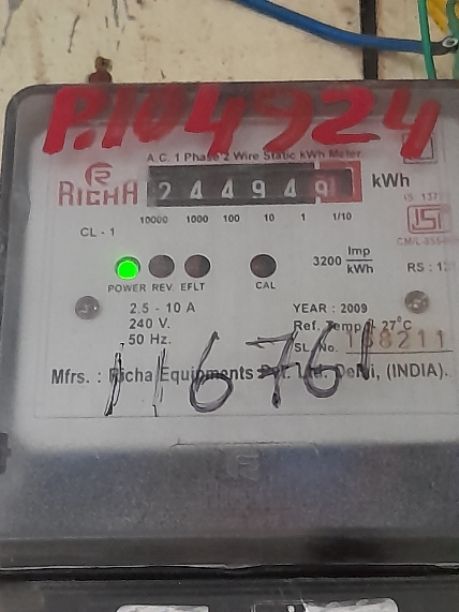 P.104924
A.C. 1 Phase 2 Wire Static kWh Meter
RICHA 244949 kWh
10000 1000 100 10 1 1/10
CL - 1
3200 Imp/kWh
POWER REV. EFLT CAL
2.5 - 10 A
240 V.
50 Hz.
YEAR : 2009
Ref. Temp. : 27°C
SL. No. 168211
Mfrs. : Richa Equipments Pvt. Ltd. Delhi, (INDIA).
116761